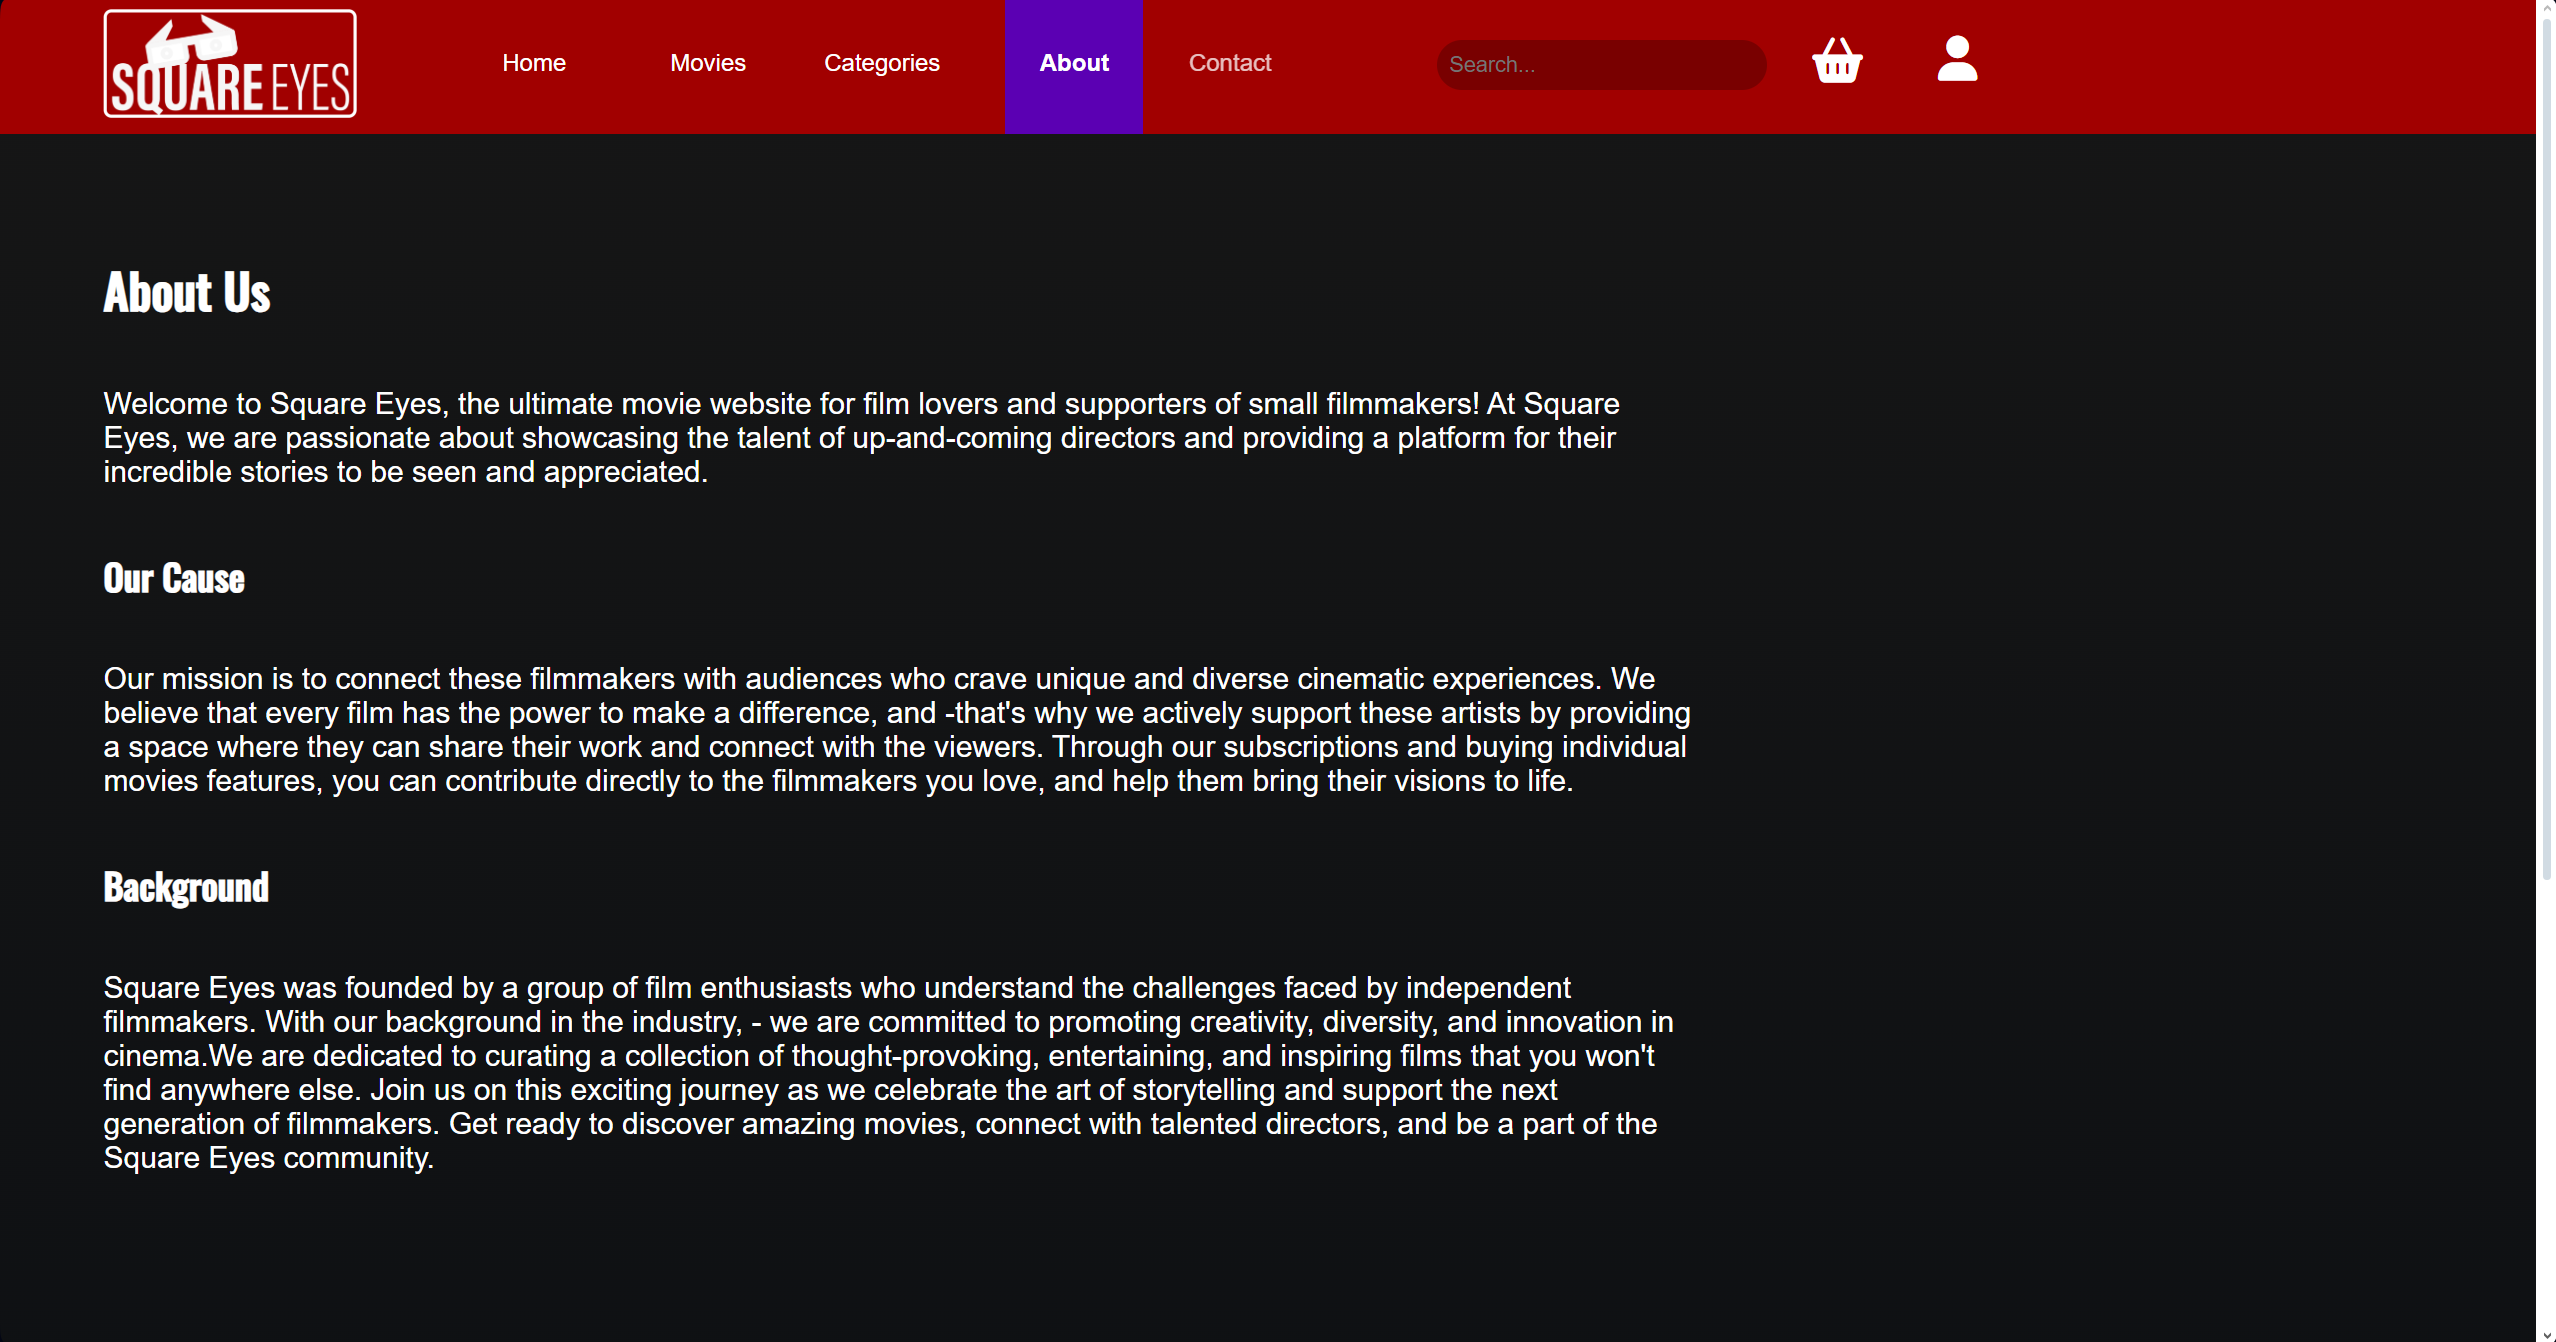 SQUARE EYES
Home Movies Categories About Contact Search...
About Us
Welcome to Square Eyes, the ultimate movie website for film lovers and supporters of small filmmakers! At Square
Eyes, we are passionate about showcasing the talent of up-and-coming directors and providing a platform for their
incredible stories to be seen and appreciated.
Our Cause
Our mission is to connect these filmmakers with audiences who crave unique and diverse cinematic experiences. We
believe that every film has the power to make a difference, and -that's why we actively support these artists by providing
a space where they can share their work and connect with the viewers. Through our subscriptions and buying individual
movies features, you can contribute directly to the filmmakers you love, and help them bring their visions to life.
Background
Square Eyes was founded by a group of film enthusiasts who understand the challenges faced by independent
filmmakers. With our background in the industry, - we are committed to promoting creativity, diversity, and innovation in
cinema.We are dedicated to curating a collection of thought-provoking, entertaining, and inspiring films that you won't
find anywhere else. Join us on this exciting journey as we celebrate the art of storytelling and support the next
generation of filmmakers. Get ready to discover amazing movies, connect with talented directors, and be a part of the
Square Eyes community.